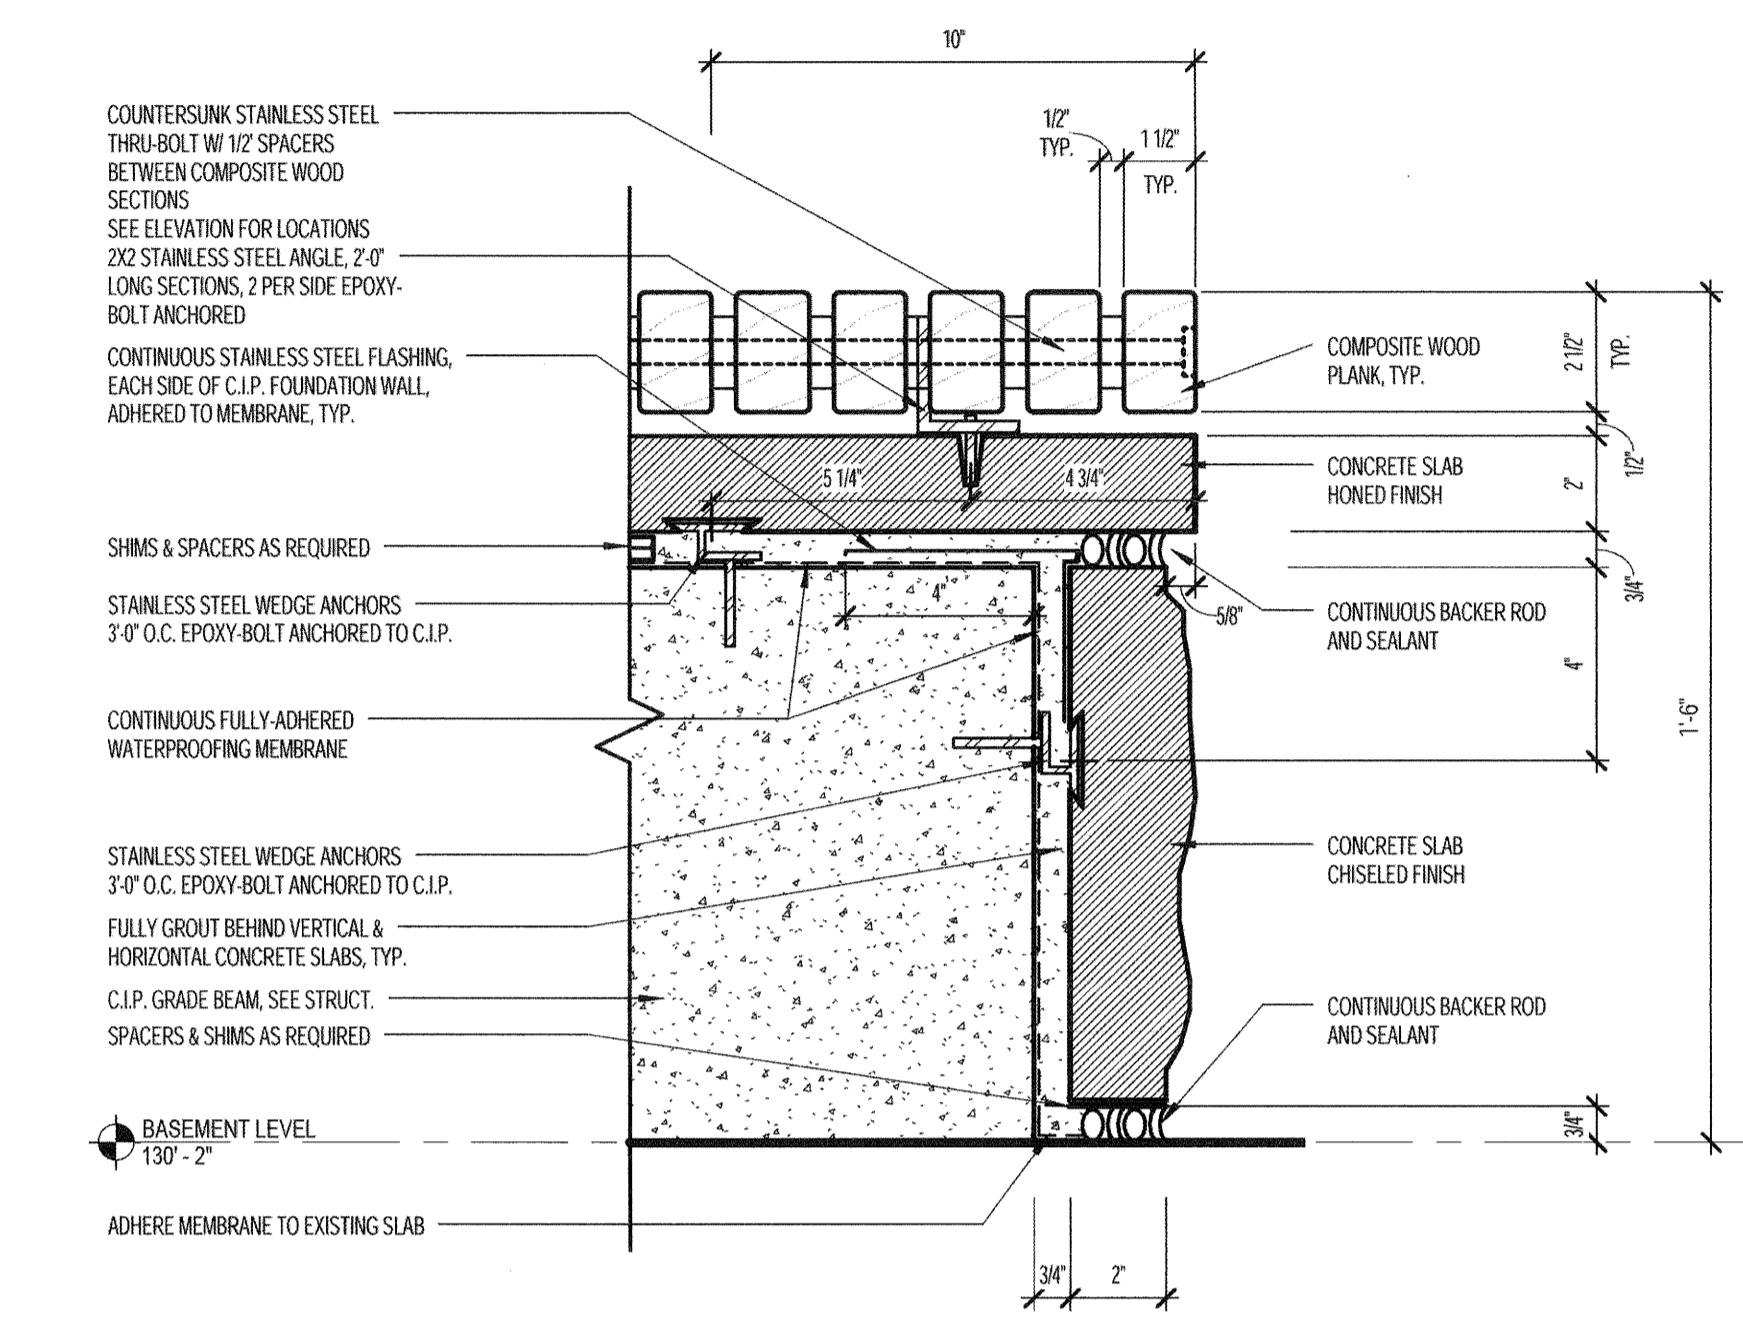 10"
1/2"
TYP.
1 1/2"
TYP.
COUNTERSUNK STAINLESS STEEL
THRU-BOLT W/ 1/2' SPACERS
BETWEEN COMPOSITE WOOD
SECTIONS
SEE ELEVATION FOR LOCATIONS
2X2 STAINLESS STEEL ANGLE, 2'-0"
LONG SECTIONS, 2 PER SIDE EPOXY-
BOLT ANCHORED
CONTINUOUS STAINLESS STEEL FLASHING,
EACH SIDE OF C.I.P. FOUNDATION WALL,
ADHERED TO MEMBRANE, TYP.
SHIMS & SPACERS AS REQUIRED
STAINLESS STEEL WEDGE ANCHORS
3'-0" O.C. EPOXY-BOLT ANCHORED TO C.I.P.
CONTINUOUS FULLY-ADHERED
WATERPROOFING MEMBRANE
STAINLESS STEEL WEDGE ANCHORS
3'-0" O.C. EPOXY-BOLT ANCHORED TO C.I.P.
FULLY GROUT BEHIND VERTICAL &
HORIZONTAL CONCRETE SLABS, TYP.
C.I.P. GRADE BEAM, SEE STRUCT.
SPACERS & SHIMS AS REQUIRED
BASEMENT LEVEL
130' - 2"
ADHERE MEMBRANE TO EXISTING SLAB
5 1/4"
4 3/4"
4"
5/8"
3/4"
2"
COMPOSITE WOOD
PLANK, TYP.
CONCRETE SLAB
HONED FINISH
CONTINUOUS BACKER ROD
AND SEALANT
CONCRETE SLAB
CHISELED FINISH
CONTINUOUS BACKER ROD
AND SEALANT
2 1/2"
TYP.
1/2"
2"
3/4"
4"
3/4"
1'-6"